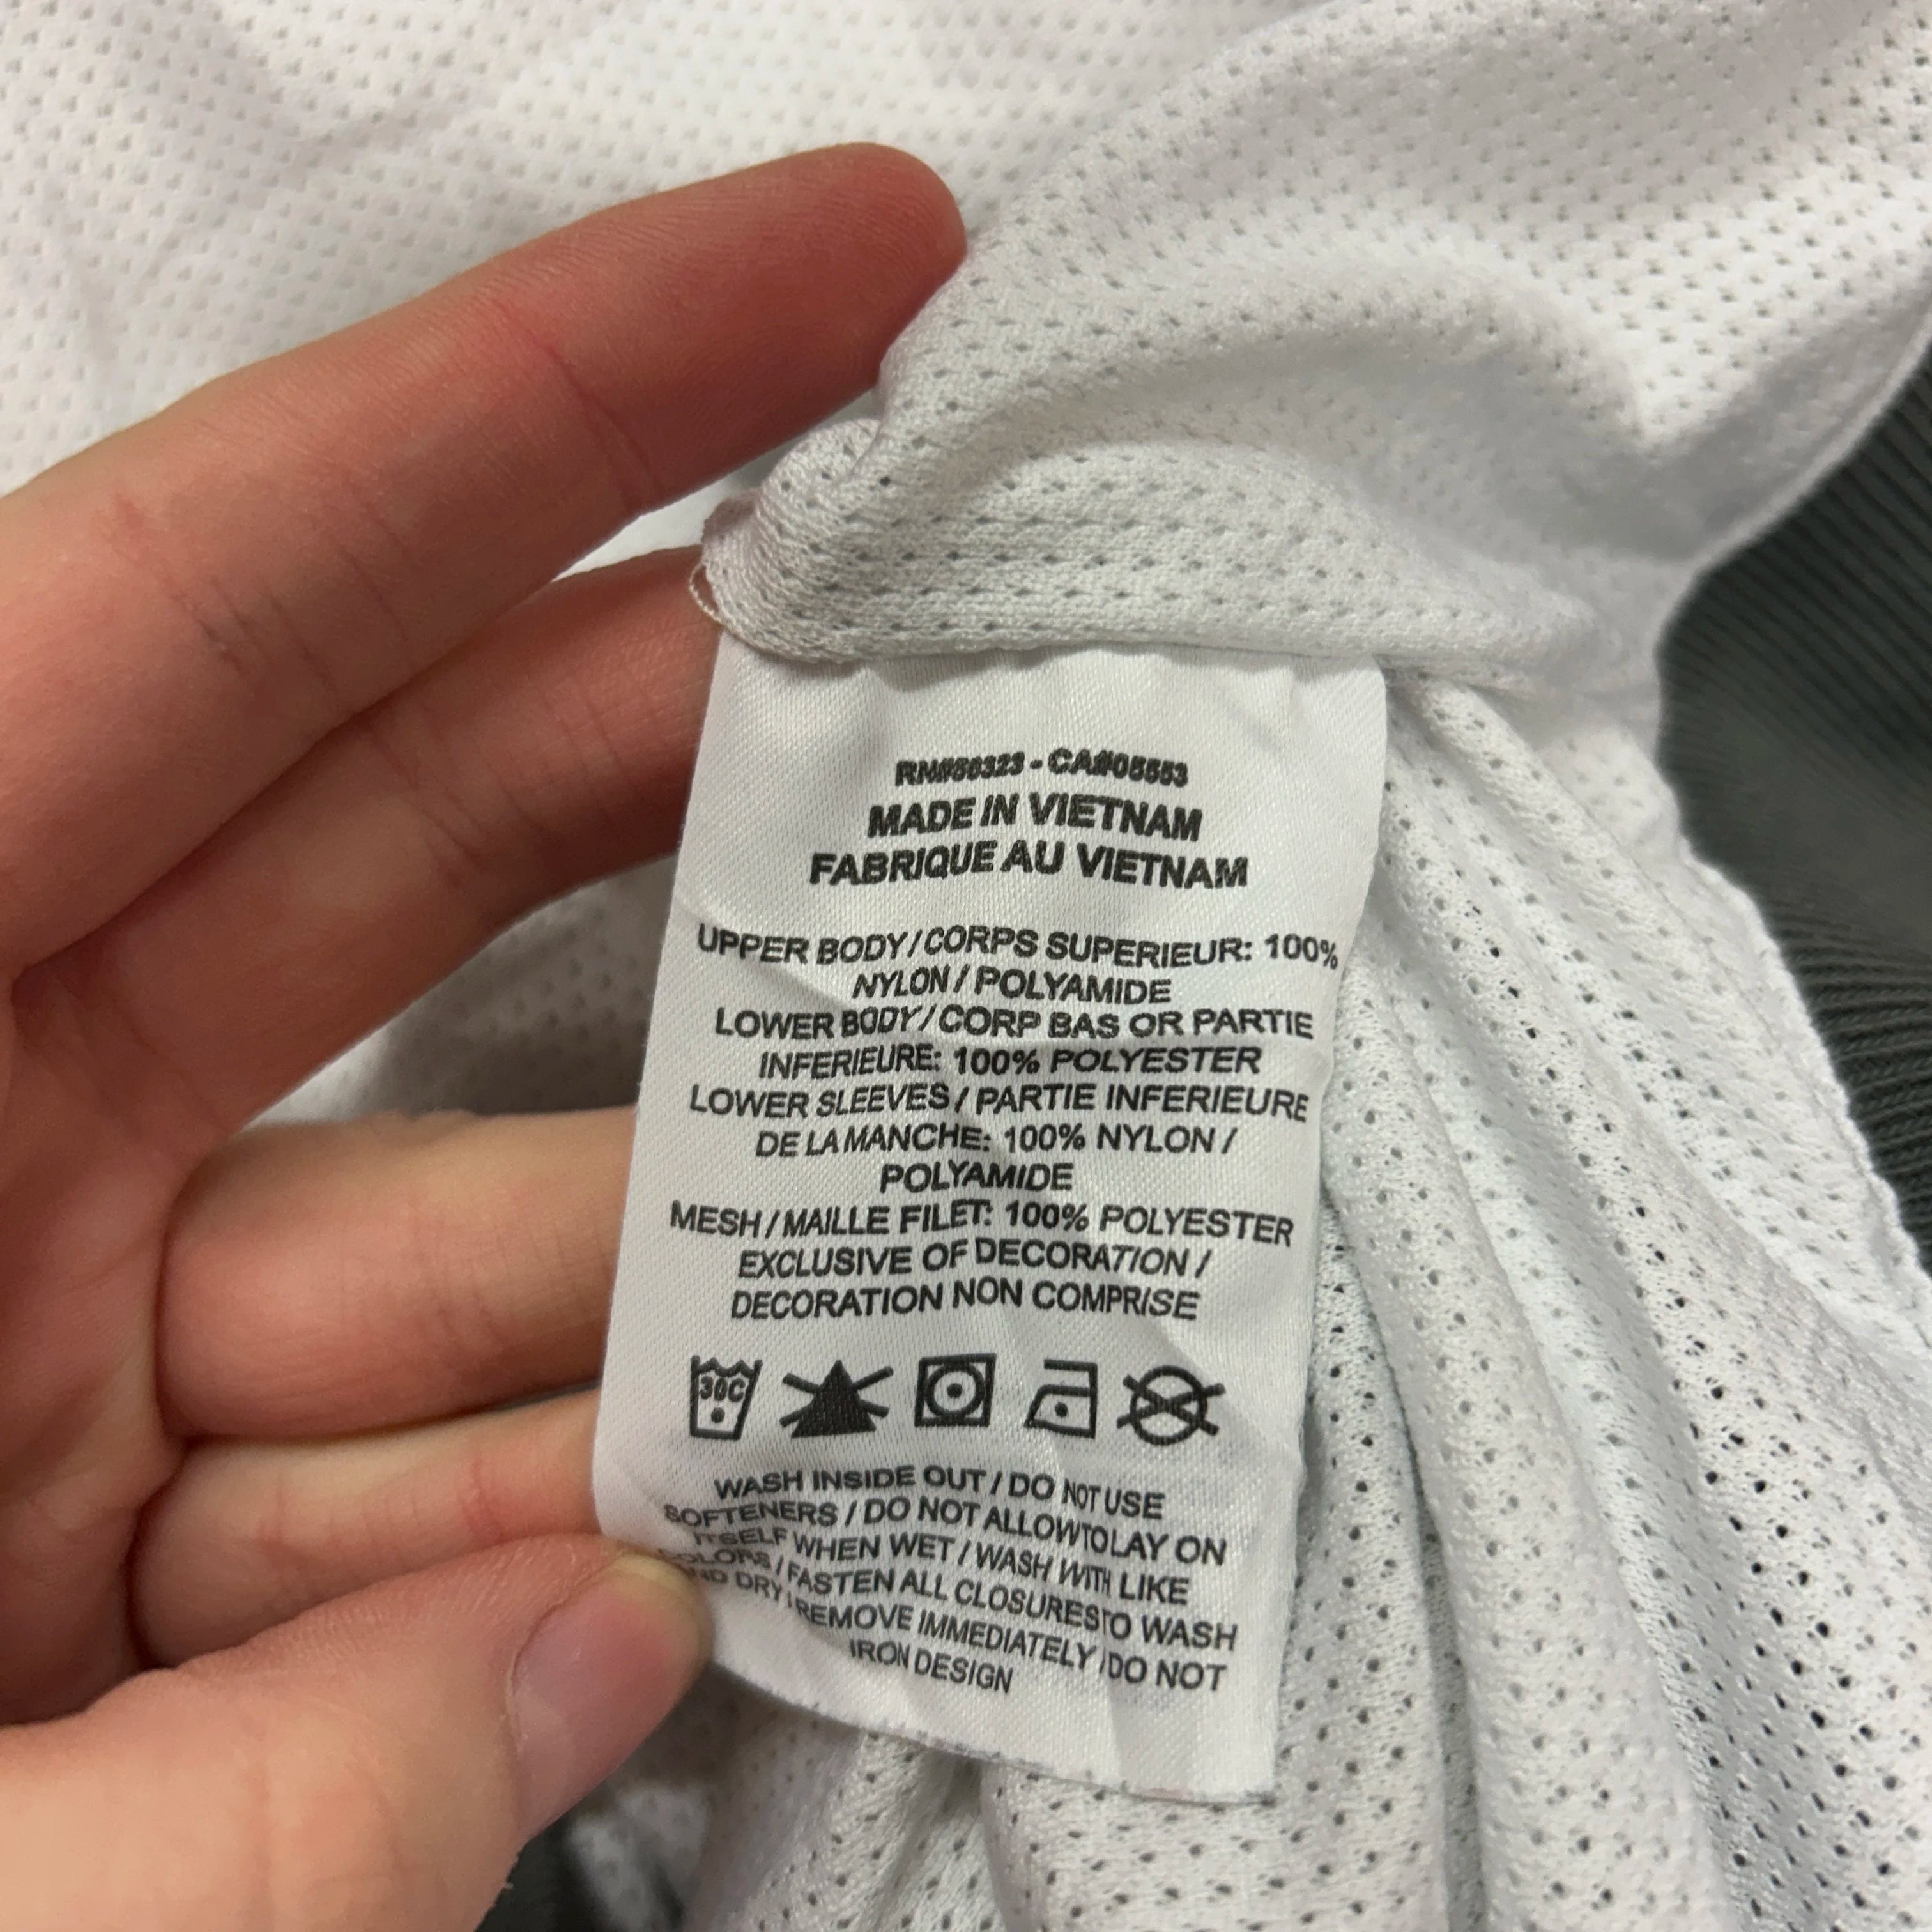 RN#56323 - CA#05553
MADE IN VIETNAM
FABRIQUE AU VIETNAM
UPPER BODY / CORPS SUPERIEUR: 100%
NYLON / POLYAMIDE
LOWER BODY / CORP BAS OR PARTIE
INFERIEURE: 100% POLYESTER
LOWER SLEEVES / PARTIE INFERIEURE
DE LA MANCHE: 100% NYLON /
POLYAMIDE
MESH / MAILLE FILET: 100% POLYESTER
EXCLUSIVE OF DECORATION /
DECORATION NON COMPRISE
30C
WASH INSIDE OUT / DO NOT USE
SOFTENERS / DO NOT ALLOW TO LAY ON
ITSELF WHEN WET / WASH WITH LIKE
COLORS / FASTEN ALL CLOSURES TO WASH
AND DRY / REMOVE IMMEDIATELY / DO NOT
IRON DESIGN